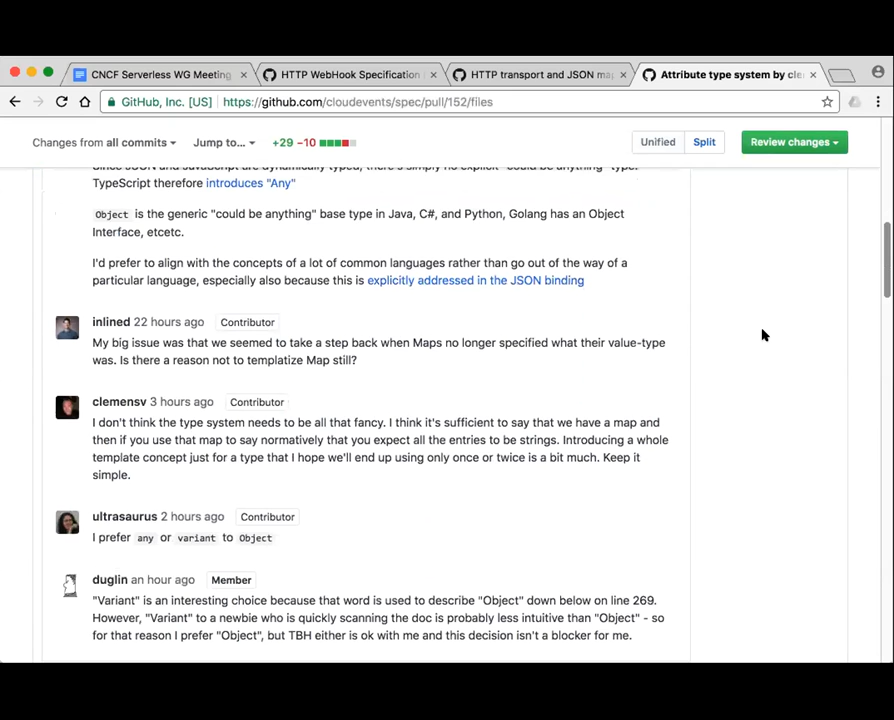 CNCF Serverless WG Meeting
HTTP WebHook Specification
HTTP transport and JSON ma
Attribute type system by cle
GitHub, Inc. [US]
https://github.com/cloudevents/spec/pull/152/files
Changes from all commits
Jump to...
+29 −10
Unified
Split
Review changes
TypeScript therefore introduces "Any"
Object is the generic "could be anything" base type in Java, C#, and Python, Golang has an Object
Interface, etcetc.
I'd prefer to align with the concepts of a lot of common languages rather than go out of the way of a
particular language, especially also because this is explicitly addressed in the JSON binding
inlined 22 hours ago Contributor
My big issue was that we seemed to take a step back when Maps no longer specified what their value-type
was. Is there a reason not to templatize Map still?
clemensv 3 hours ago Contributor
I don't think the type system needs to be all that fancy. I think it's sufficient to say that we have a map and
then if you use that map to say normatively that you expect all the entries to be strings. Introducing a whole
template concept just for a type that I hope we'll end up using only once or twice is a bit much. Keep it
simple.
ultrasaurus 2 hours ago Contributor
I prefer any or variant to Object
duglin an hour ago Member
"Variant" is an interesting choice because that word is used to describe "Object" down below on line 269.
However, "Variant" to a newbie who is quickly scanning the doc is probably less intuitive than "Object" - so
for that reason I prefer "Object", but TBH either is ok with me and this decision isn't a blocker for me.